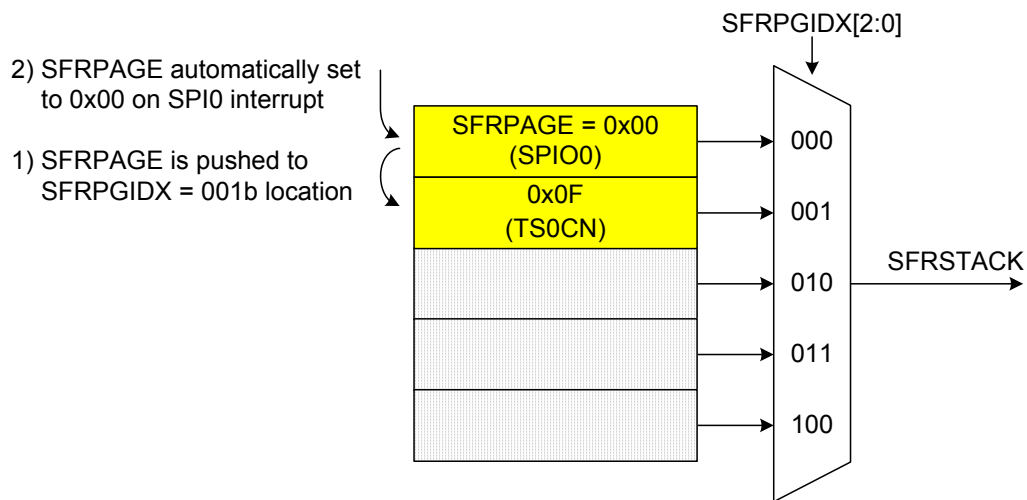 SFRPGIDX[2:0]
2) SFRPAGE automatically set
to 0x00 on SPI0 interrupt
1) SFRPAGE is pushed to
SFRPGIDX = 001b location
SFRPAGE = 0x00
(SPIO0)
0x0F
(TS0CN)
000
001
010
011
100
SFRSTACK